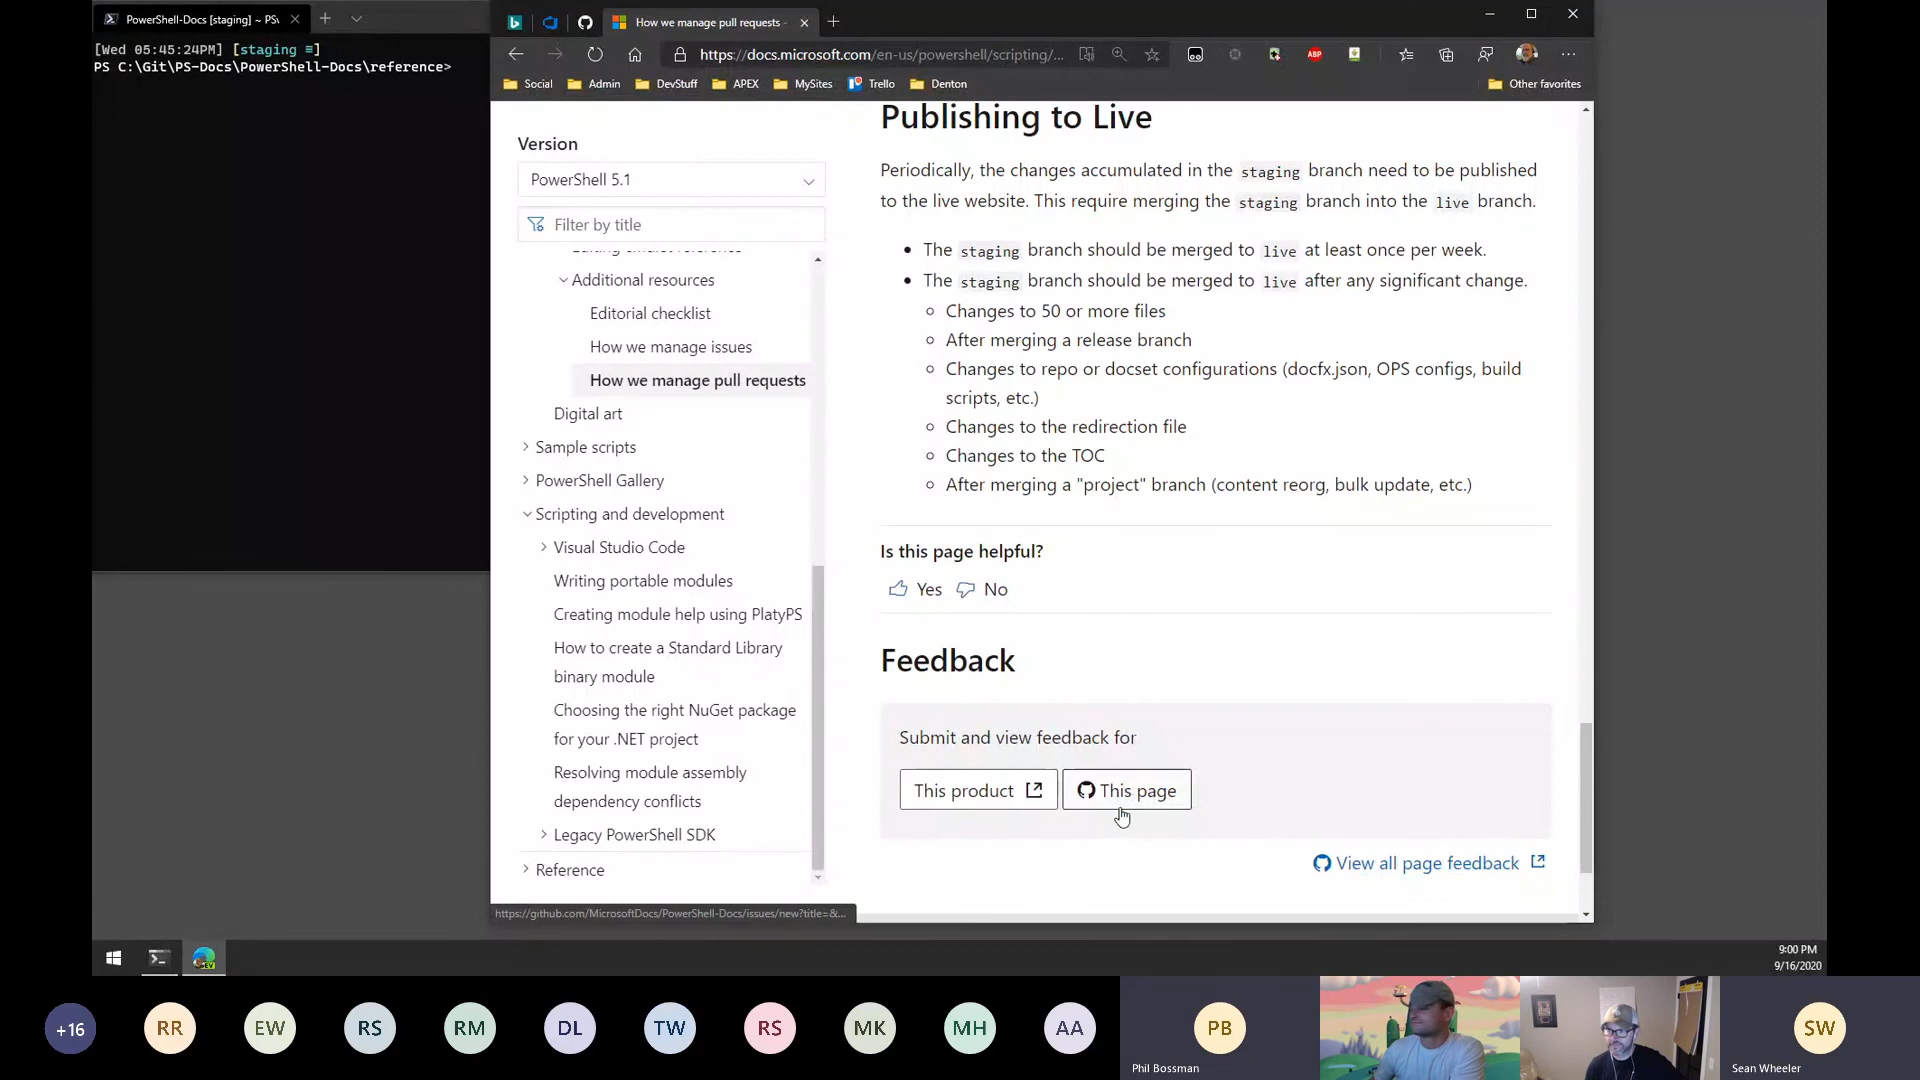 PowerShell-Docs [staging] ~ PS\
[Wed 05:45:24PM] [staging ≡]
PS C:\Git\PS-Docs\PowerShell-Docs\reference>
How we manage pull requests -
https://docs.microsoft.com/en-us/powershell/scripting/...
ABP
Social
Admin
DevStuff
APEX
MySites
Trello
Denton
Other favorites
Version
PowerShell 5.1
Filter by title
Additional resources
Editorial checklist
How we manage issues
How we manage pull requests
Digital art
Sample scripts
PowerShell Gallery
Scripting and development
Visual Studio Code
Writing portable modules
Creating module help using PlatyPS
How to create a Standard Library
binary module
Choosing the right NuGet package
for your .NET project
Resolving module assembly
dependency conflicts
Legacy PowerShell SDK
Reference
Publishing to Live
Periodically, the changes accumulated in the staging branch need to be published
to the live website. This require merging the staging branch into the live branch.
• The staging branch should be merged to live at least once per week.
• The staging branch should be merged to live after any significant change.
○ Changes to 50 or more files
○ After merging a release branch
○ Changes to repo or docset configurations (docfx.json, OPS configs, build
scripts, etc.)
○ Changes to the redirection file
○ Changes to the TOC
○ After merging a "project" branch (content reorg, bulk update, etc.)
Is this page helpful?
Yes
No
Feedback
Submit and view feedback for
This product
This page
View all page feedback
https://github.com/MicrosoftDocs/PowerShell-Docs/issues/new?title=&...
DEV
9:00 PM
9/16/2020
+16
RR
EW
RS
RM
DL
TW
RS
MK
MH
AA
PB
Phil Bossman
SW
Sean Wheeler